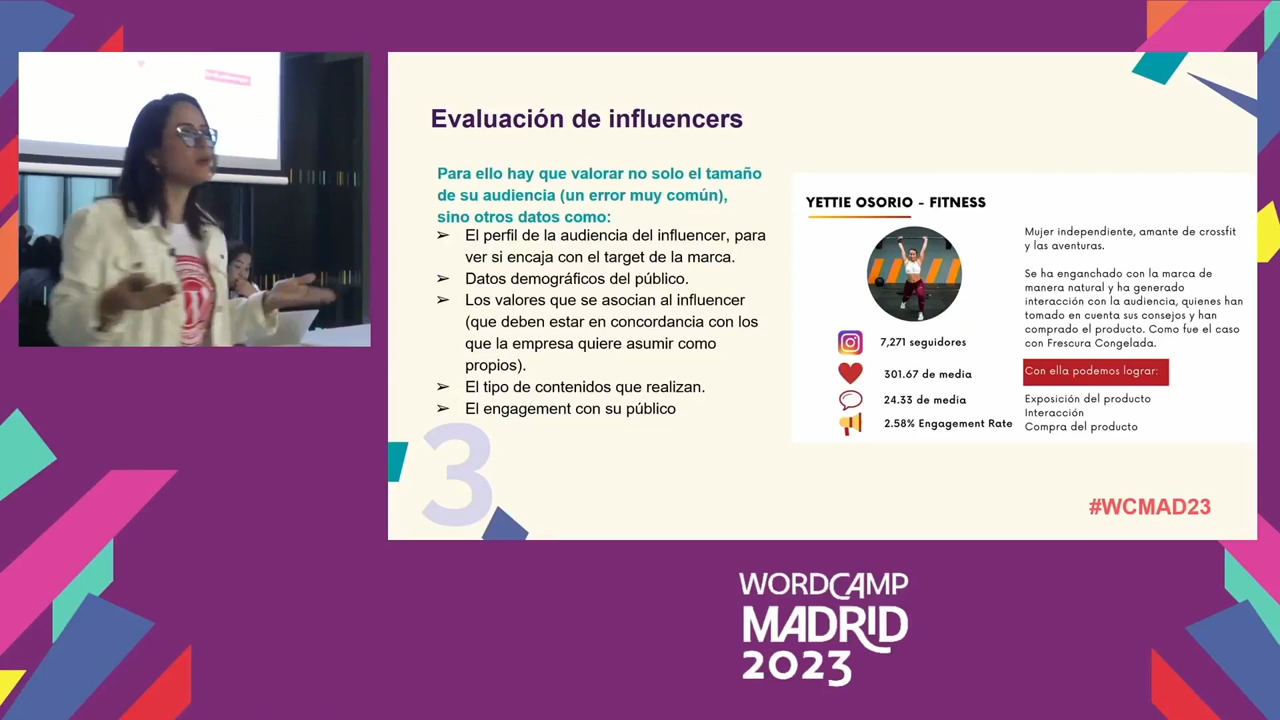 Evaluación de influencers
Para ello hay que valorar no solo el tamaño
de su audiencia (un error muy común),
sino otros datos como:
➢ El perfil de la audiencia del influencer, para
ver si encaja con el target de la marca.
➢ Datos demográficos del público.
➢ Los valores que se asocian al influencer
(que deben estar en concordancia con los
que la empresa quiere asumir como
propios).
➢ El tipo de contenidos que realizan.
➢ El engagement con su público
3
YETTIE OSORIO - FITNESS
7,271 seguidores
301.67 de media
24.33 de media
2.58% Engagement Rate
Mujer independiente, amante de crossfit
y las aventuras.
Se ha enganchado con la marca de
manera natural y ha generado
interacción con la audiencia, quienes han
tomado en cuenta sus consejos y han
comprado el producto. Como fue el caso
con Frescura Congelada.
Con ella podemos lograr:
Exposición del producto
Interacción
Compra del producto
#WCMAD23
WORDCAMP
MADRID
2023